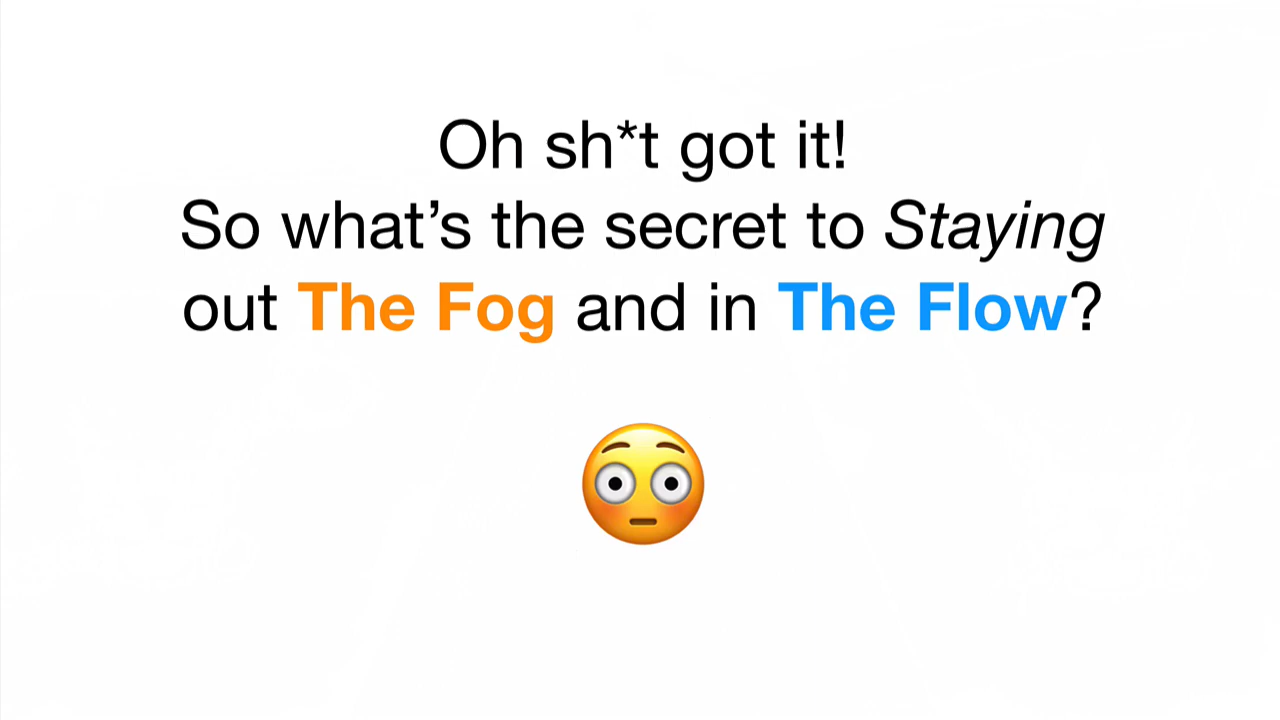 Oh sh*t got it!
So what’s the secret to Staying
out The Fog and in The Flow?